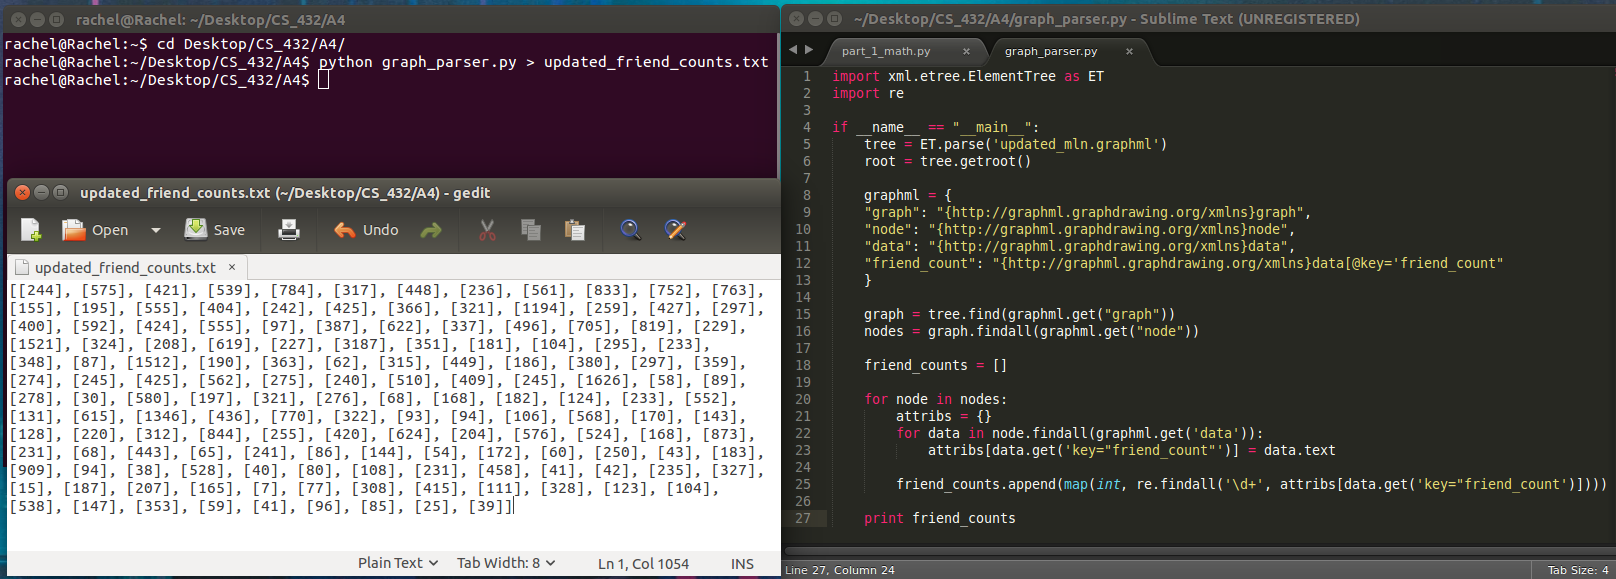 rachel@Rachel: ~/Desktop/CS_432/A4
rachel@Rachel:~$ cd Desktop/CS_432/A4/
rachel@Rachel:~/Desktop/CS_432/A4$ python graph_parser.py > updated_friend_counts.txt
rachel@Rachel:~/Desktop/CS_432/A4$
updated_friend_counts.txt (~/Desktop/CS_432/A4) - gedit
Open Save Undo
updated_friend_counts.txt ×
[[244], [575], [421], [539], [784], [317], [448], [236], [561], [833], [752], [763],
[155], [195], [555], [404], [242], [425], [366], [321], [1194], [259], [427], [297],
[400], [592], [424], [555], [97], [387], [622], [337], [496], [705], [819], [229],
[1521], [324], [208], [619], [227], [3187], [351], [181], [104], [295], [233],
[348], [87], [1512], [190], [363], [62], [315], [449], [186], [380], [297], [359],
[274], [245], [425], [562], [275], [240], [510], [409], [245], [1626], [58], [89],
[278], [30], [580], [197], [321], [276], [68], [168], [182], [124], [233], [552],
[131], [615], [1346], [436], [770], [322], [93], [94], [106], [568], [170], [143],
[128], [220], [312], [844], [255], [420], [624], [204], [576], [524], [168], [873],
[231], [68], [443], [65], [241], [86], [144], [54], [172], [60], [250], [43], [183],
[909], [94], [38], [528], [40], [80], [108], [231], [458], [41], [42], [235], [327],
[15], [187], [207], [165], [7], [77], [308], [415], [111], [328], [123], [104],
[538], [147], [353], [59], [41], [96], [85], [25], [39]]
Plain Text Tab Width: 8 Ln 1, Col 1054 INS
~/Desktop/CS_432/A4/graph_parser.py - Sublime Text (UNREGISTERED)
part_1_math.py × graph_parser.py ×
1 import xml.etree.ElementTree as ET
2 import re
3
4 if __name__ == "__main__":
5 tree = ET.parse('updated_mln.graphml')
6 root = tree.getroot()
7
8 graphml = {
9 "graph": "{http://graphml.graphdrawing.org/xmlns}graph",
10 "node": "{http://graphml.graphdrawing.org/xmlns}node",
11 "data": "{http://graphml.graphdrawing.org/xmlns}data",
12 "friend_count": "{http://graphml.graphdrawing.org/xmlns}data[@key='friend_count"
13 }
14
15 graph = tree.find(graphml.get("graph"))
16 nodes = graph.findall(graphml.get("node"))
17
18 friend_counts = []
19
20 for node in nodes:
21 attribs = {}
22 for data in node.findall(graphml.get('data')):
23 attribs[data.get('key="friend_count"')] = data.text
24
25 friend_counts.append(map(int, re.findall('\d+', attribs[data.get('key="friend_count')])))
26
27 print friend_counts
Line 27, Column 24 Tab Size: 4